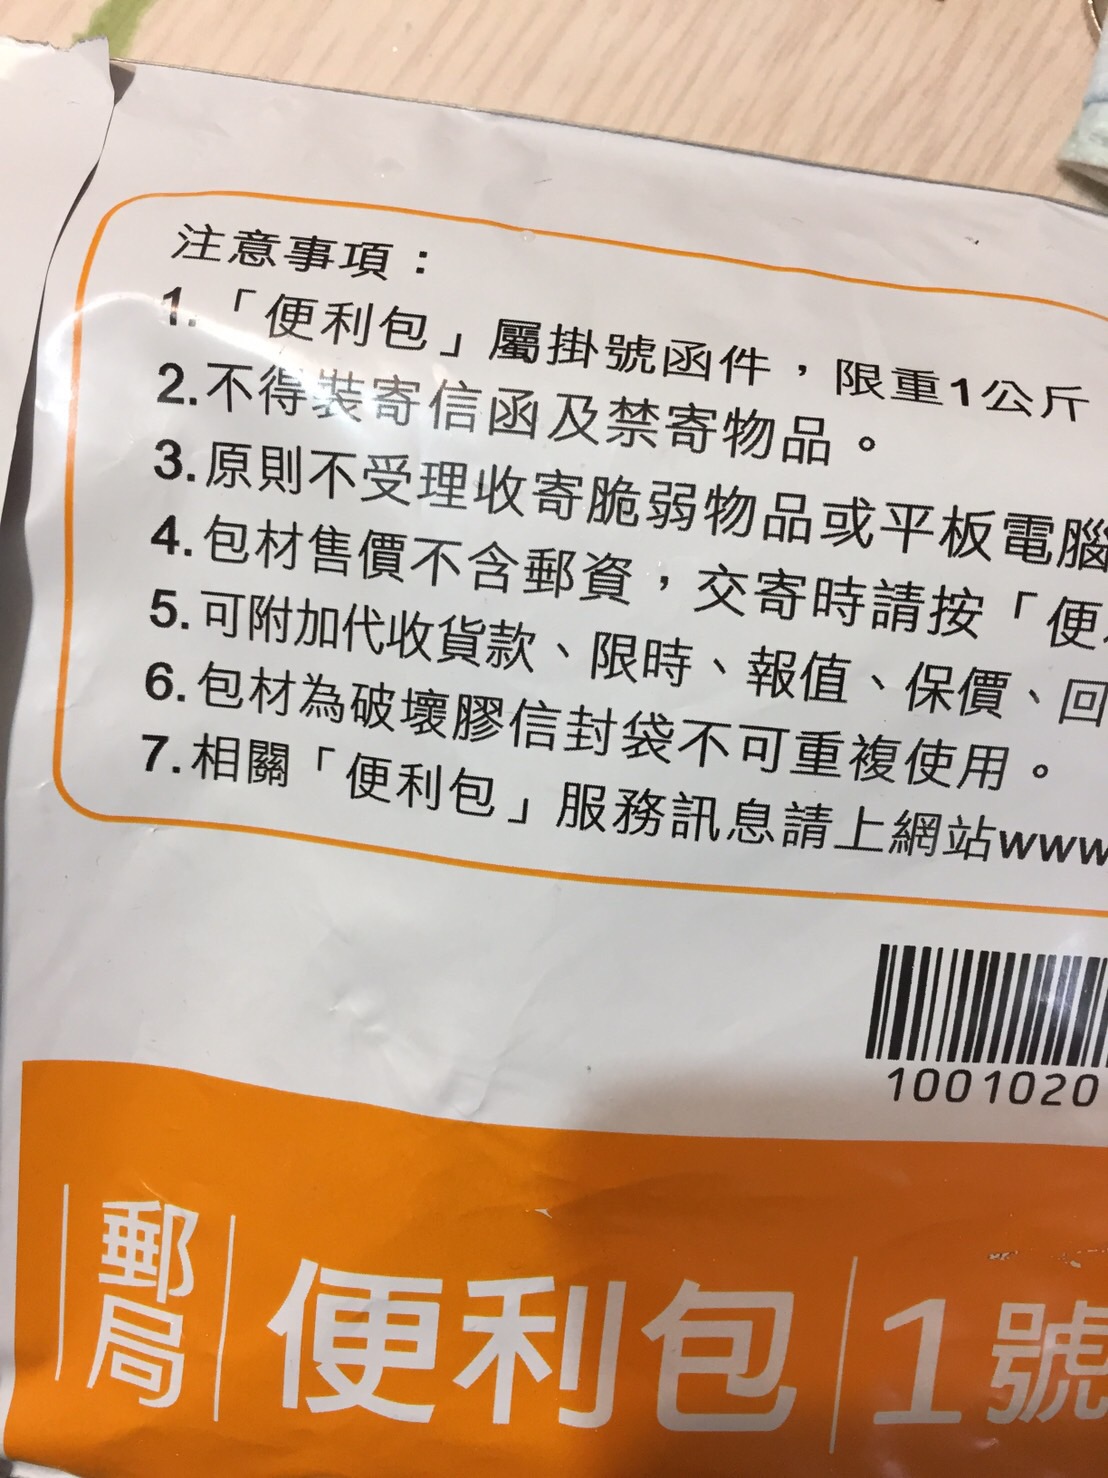 注意事項：
1.「便利包」屬掛號函件，限重1公斤
2.不得裝寄信函及禁寄物品。
3.原則不受理收寄脆弱物品或平板電腦
4.包材售價不含郵資，交寄時請按「便
5.可附加代收貨款、限時、報值、保價、回
6.包材為破壞膠信封袋不可重複使用。
7.相關「便利包」服務訊息請上網站www
1001020
郵局
便利包
1號